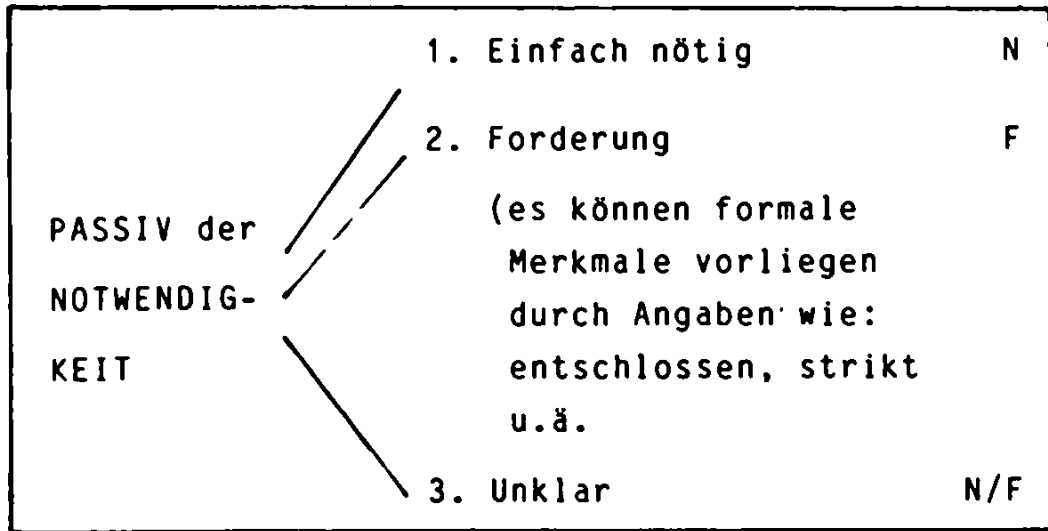 1. Einfach nötig N
2. Forderung F
(es können formale
Merkmale vorliegen
durch Angaben wie:
entschlossen, strikt
u.ä.
PASSIV der
NOTWENDIG-
KEIT
3. Unklar N/F